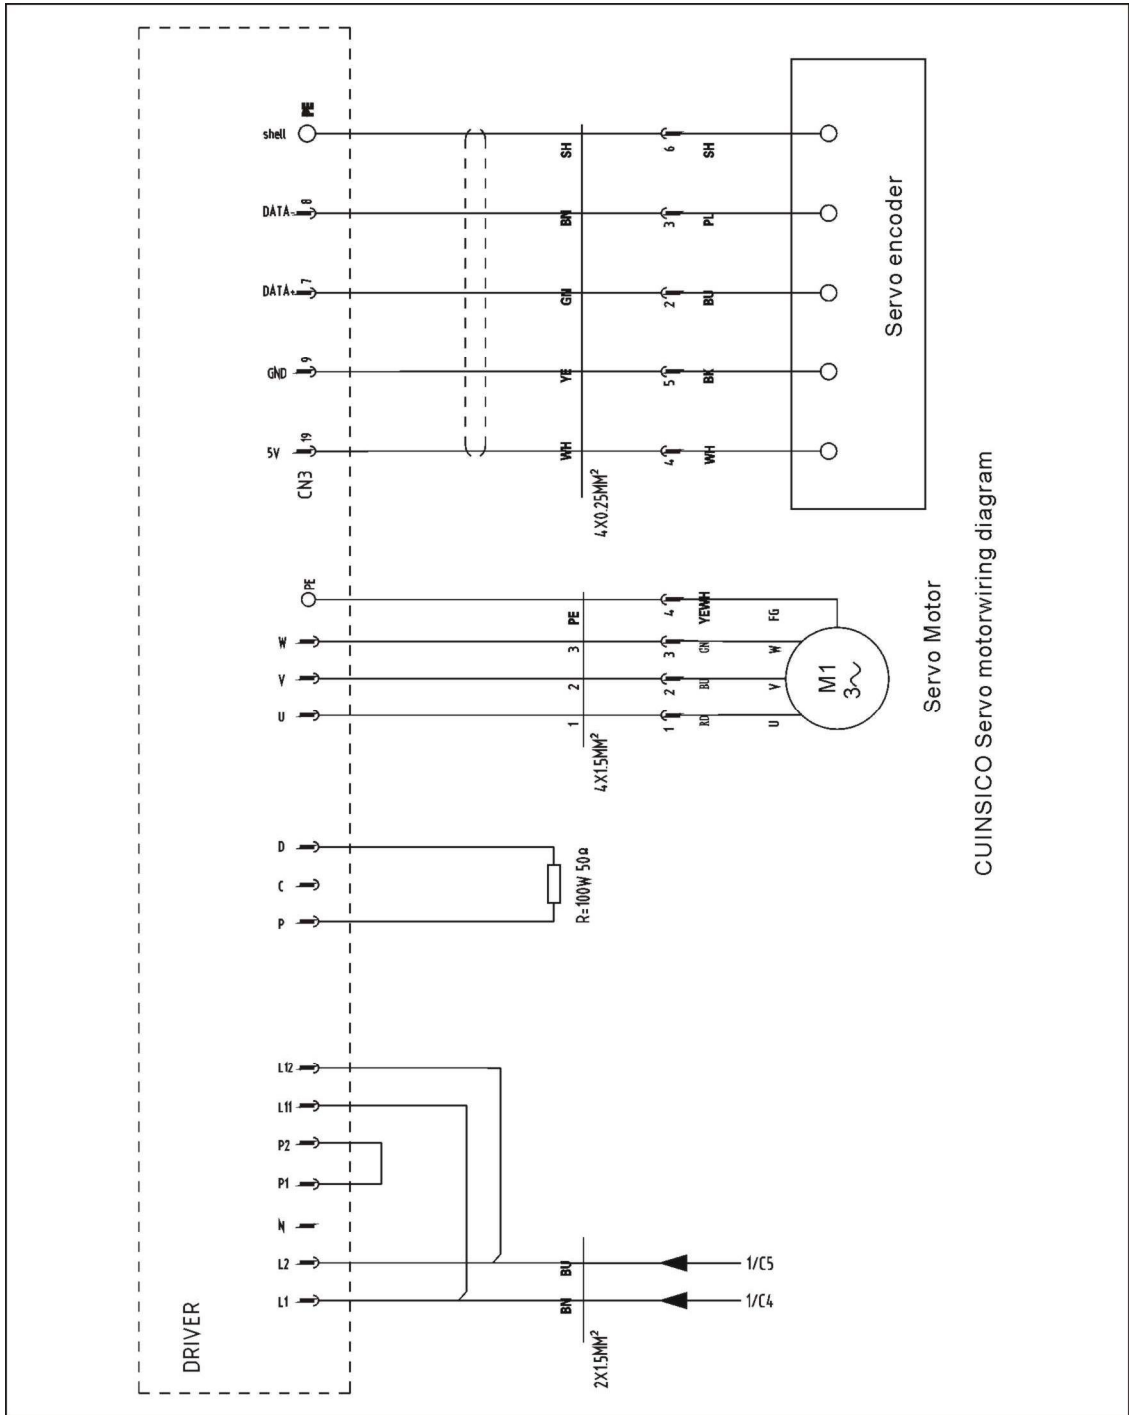 PE
shell
SH
6
SH
DATA-
8
BN
3
PL
DATA+
7
GN
2
BU
GND
9
YE
5
BK
5V
19
WH
4
WH
CN3
4X0.25MM²
Servo encoder
PE
PE
4
YEWH
FG
W
3
3
GN
W
V
2
2
BU
V
U
1
1
RD
U
4X1.5MM²
M1
3~
Servo Motor
CUINSICO Servo motorwiring diagram
D
C
P
R=100W 50Ω
L12
L11
P2
P1
N
L2
BU
1/C5
L1
BN
1/C4
2X1.5MM²
DRIVER